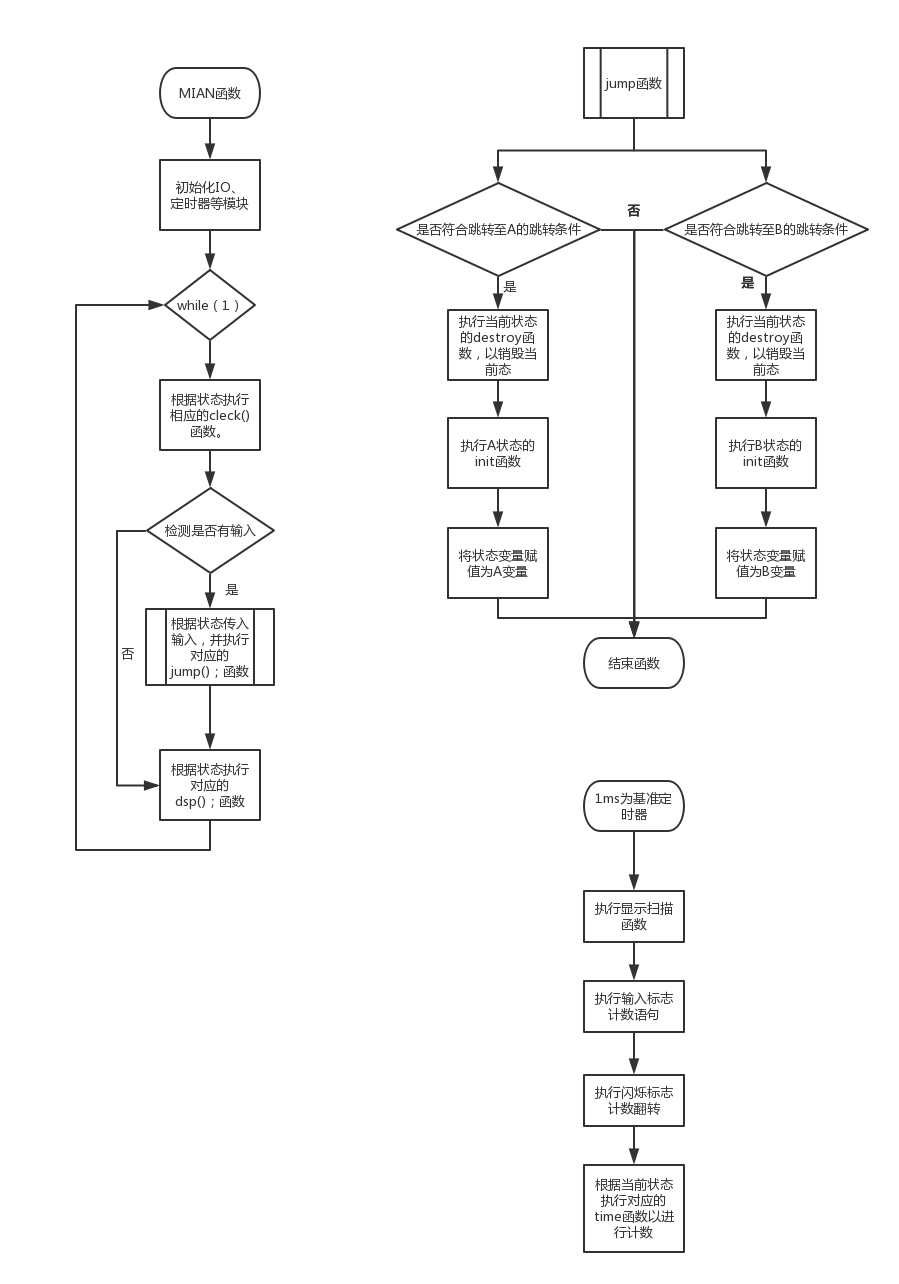 MIAN函数
初始化IO、
定时器等模块
while（1）
根据状态执行
相应的cleck()
函数。
检测是否有输入
是
否
根据状态传入
输入，并执行
对应的
jump()；函数
根据状态执行
对应的
dsp()；函数
jump函数
是否符合跳转至A的跳转条件
否
是否符合跳转至B的跳转条件
是
是
执行当前状态
的destroy函
数，以销毁当
前态
执行当前状态
的destroy函
数，以销毁当
前态
执行A状态的
init函数
执行B状态的
init函数
将状态变量赋
值为A变量
将状态变量赋
值为B变量
结束函数
1ms为基准定
时器
执行显示扫描
函数
执行输入标志
计数语句
执行闪烁标志
计数翻转
根据当前状态
执行对应的
time函数以进
行计数